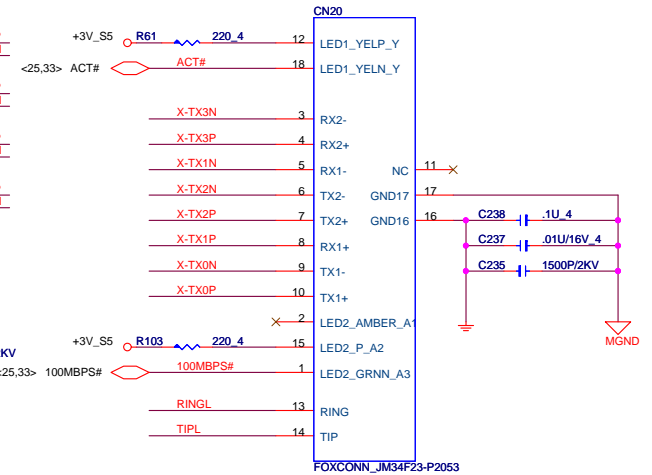 CN20
+3V_S5 R61 220_4 12 LED1_YELP_Y
<25,33> ACT# ACT# 18 LED1_YELN_Y
X-TX3N 3 RX2-
X-TX3P 4 RX2+
X-TX1N 5 RX1- NC 11
X-TX2N 6 TX2- GND17 17
X-TX2P 7 TX2+ GND16 16 C238 .1U_4
X-TX1P 8 RX1+ C237 .01U/16V_4
X-TX0N 9 TX1- C235 1500P/2KV
X-TX0P 10 TX1+
2 LED2_AMBER_A1
MGND
+3V_S5 R103 220_4 15 LED2_P_A2
KV
<25,33> 100MBPS# 100MBPS# 1 LED2_GRNN_A3
RINGL 13 RING
TIPL 14 TIP
FOXCONN_JM34F23-P2053